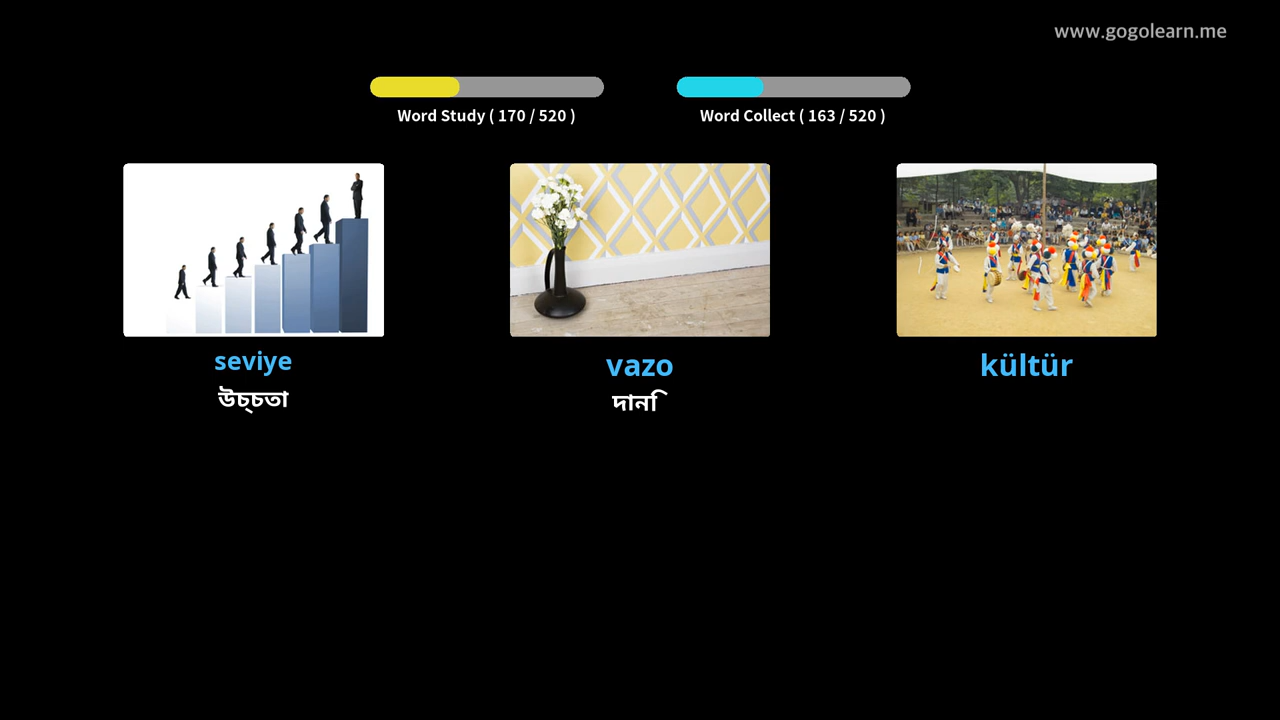 www.gogolearn.me
Word Study ( 170 / 520 )
Word Collect ( 163 / 520 )
seviye
উচ্চতা
vazo
দানি
kültür